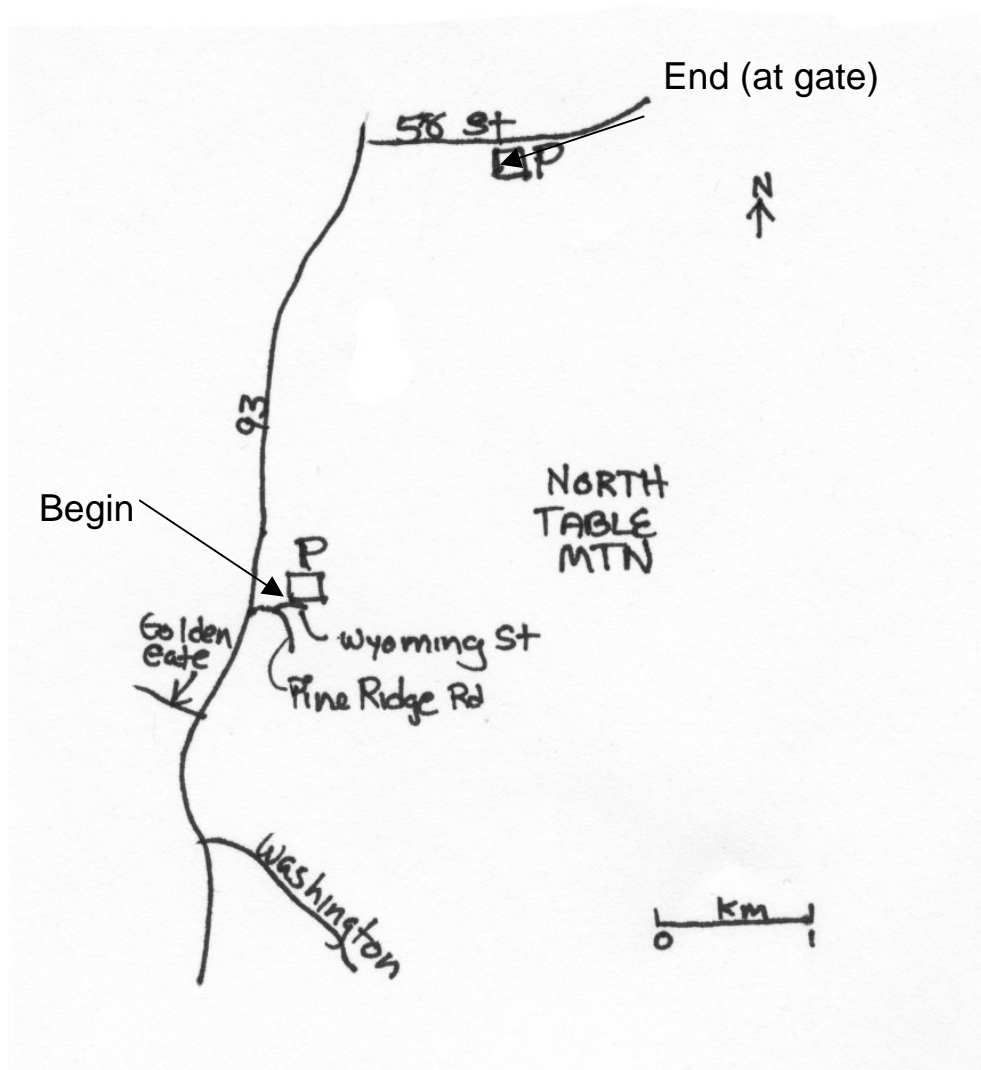 End (at gate)
58 St
P
N
93
NORTH
TABLE
MTN
Begin
P
Golden
Gate
Wyoming St
Pine Ridge Rd
Washington
km
0 1